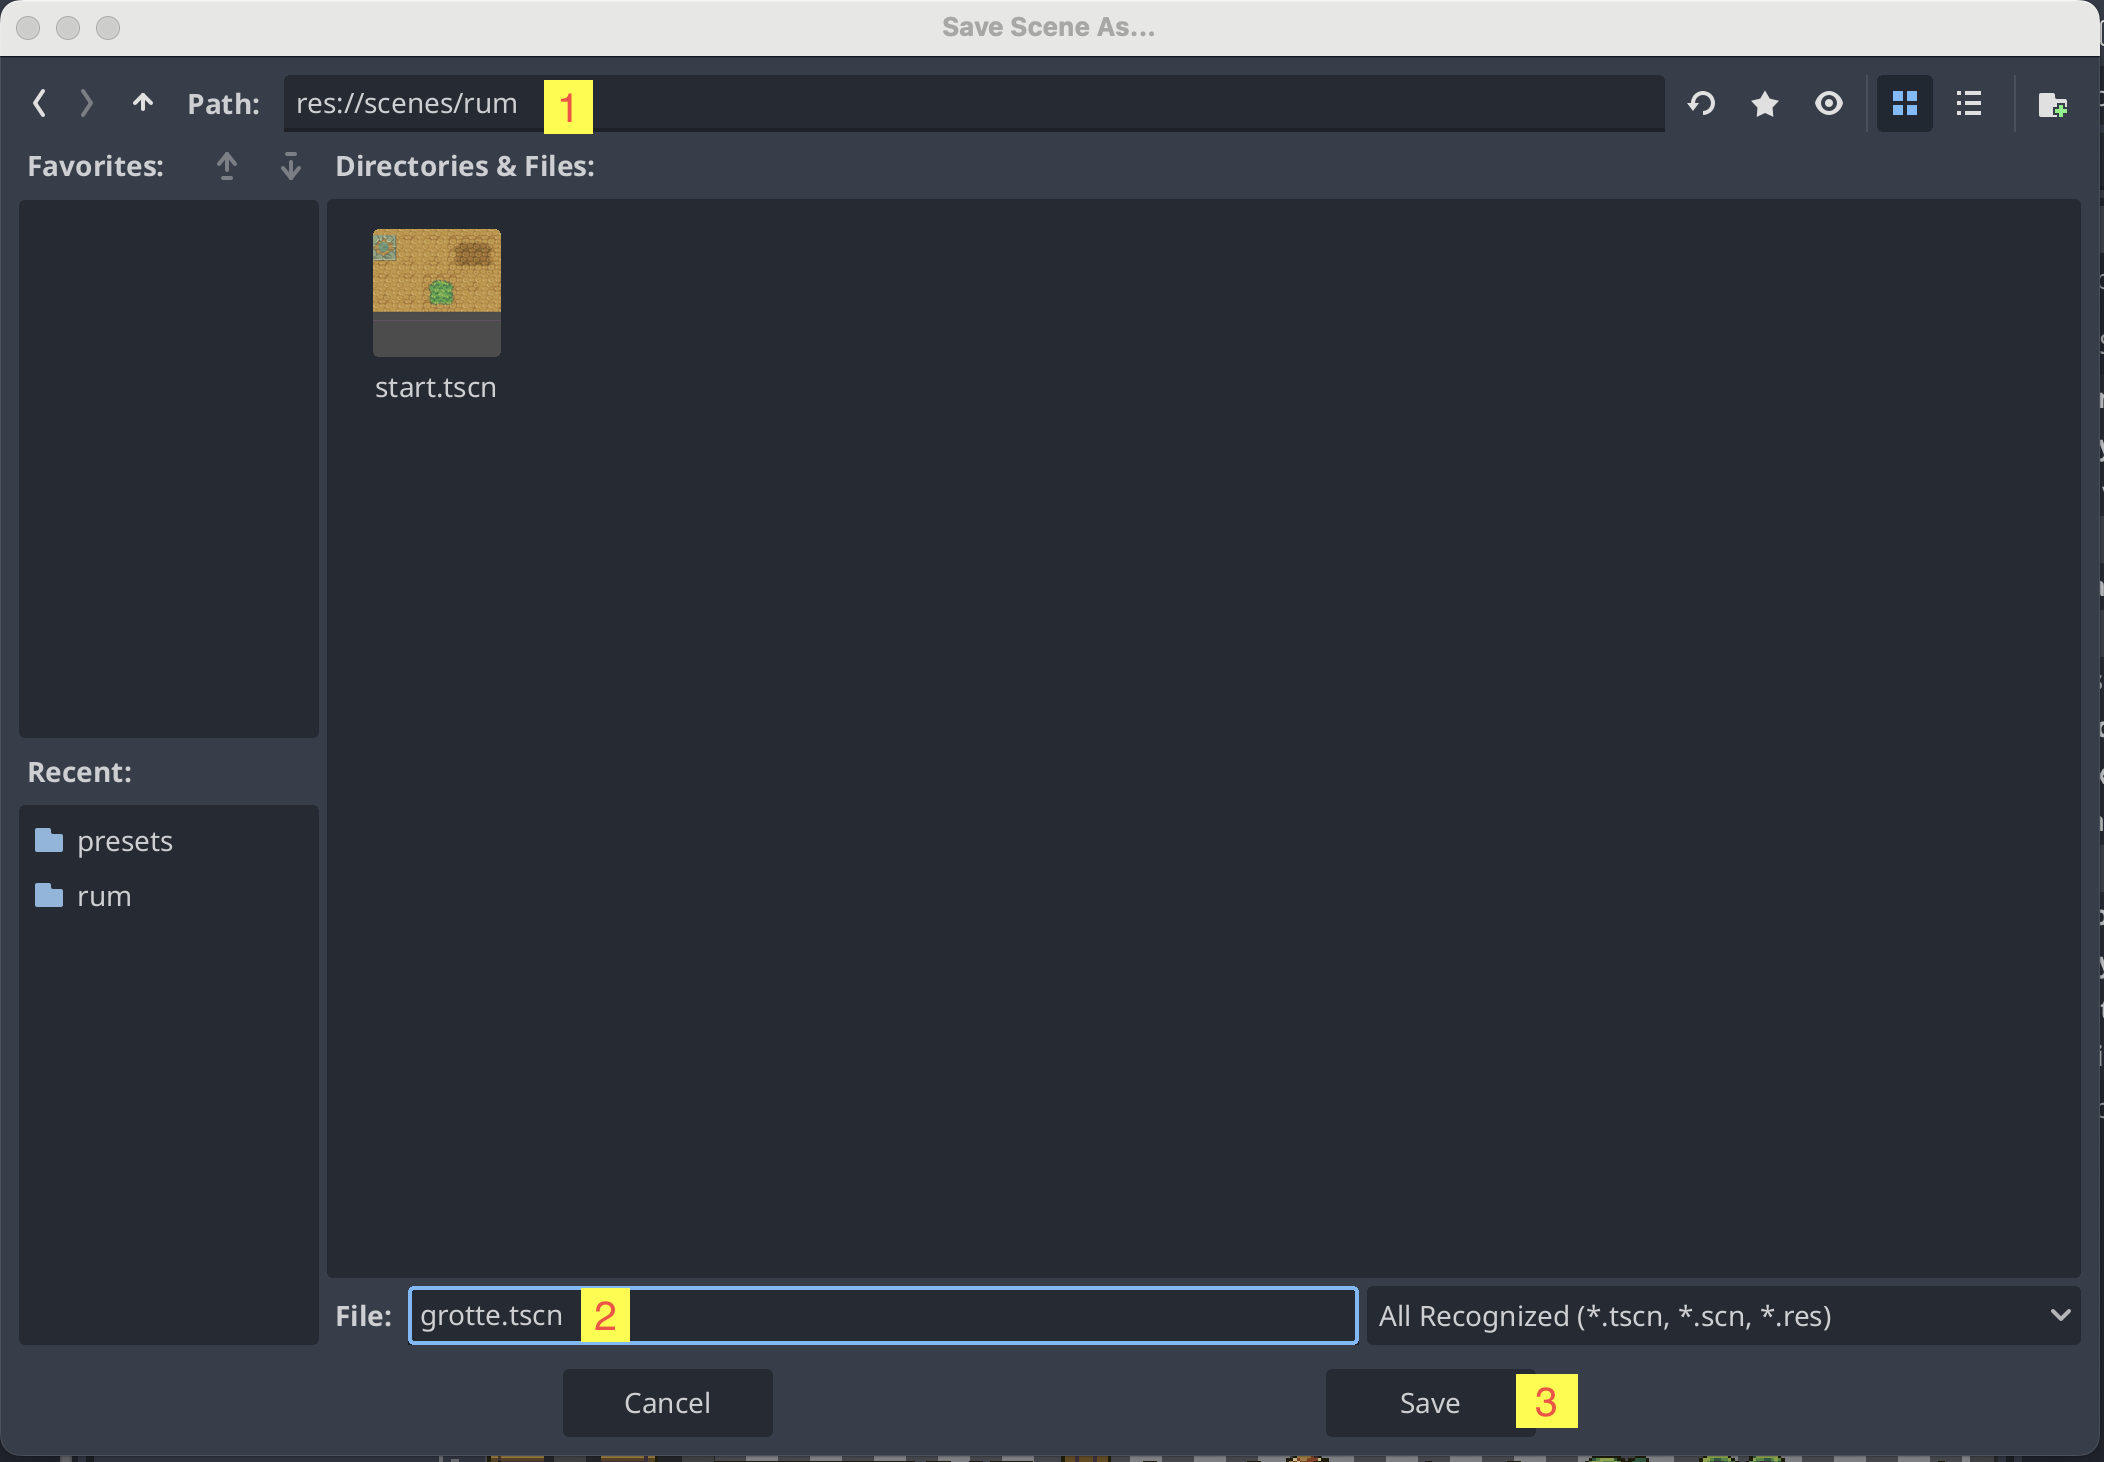 Save Scene As...
Path: res://scenes/rum 1
Favorites: Directories & Files:
start.tscn
Recent:
presets
rum
File: grotte.tscn 2 All Recognized (*.tscn, *.scn, *.res)
Cancel Save 3